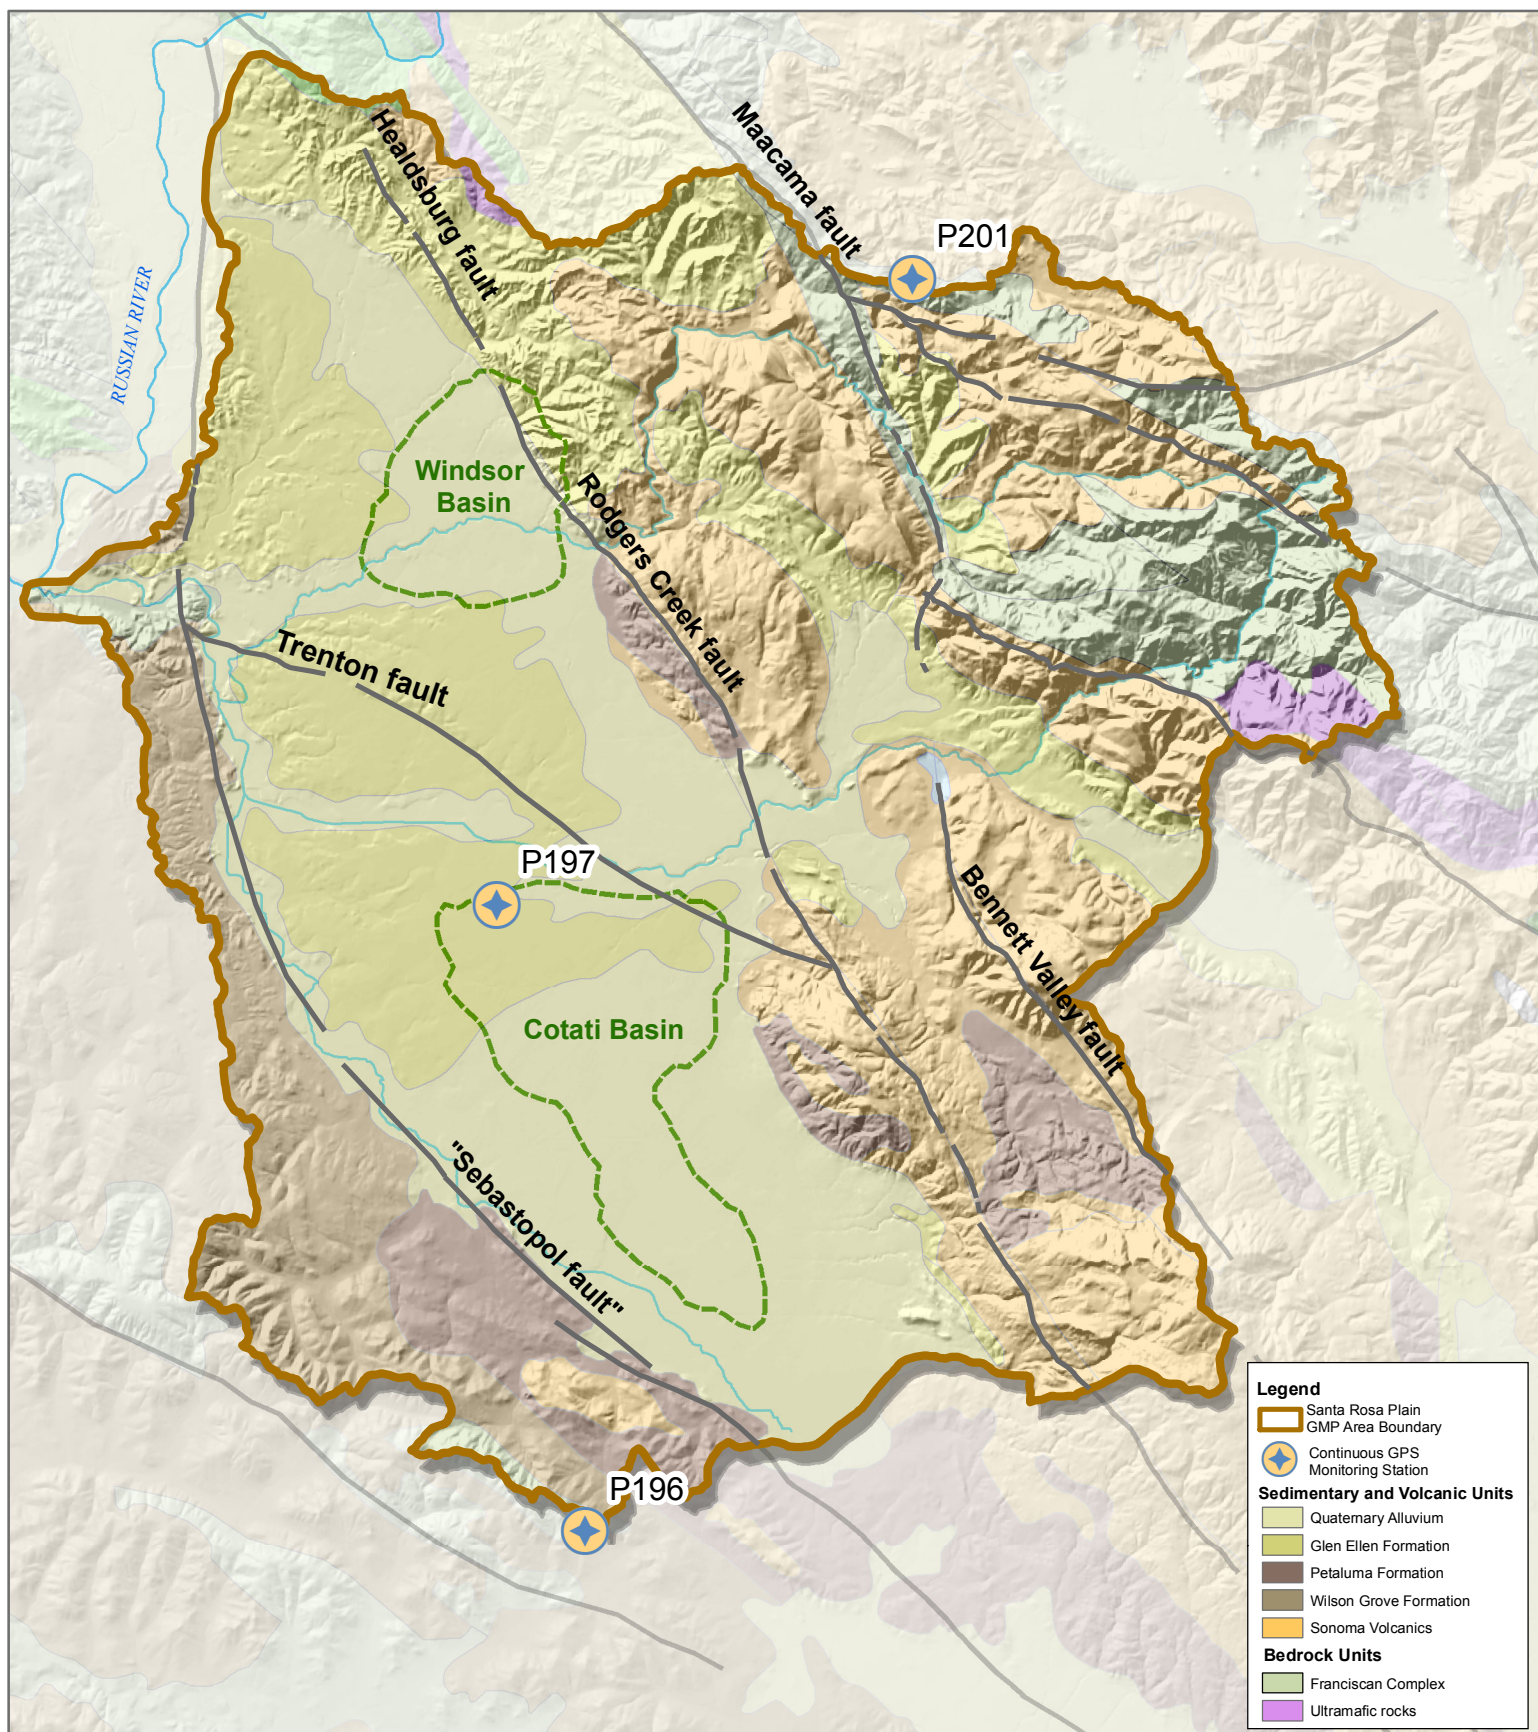 Healdsburg fault
Maacama fault
P201
RUSSIAN RIVER
Windsor
Basin
Rodgers Creek fault
Trenton fault
P197
Bennett Valley fault
Cotati Basin
"Sebastopol fault"
P196
Legend
Santa Rosa Plain
GMP Area Boundary
Continuous GPS
Monitoring Station
Sedimentary and Volcanic Units
Quaternary Alluvium
Glen Ellen Formation
Petaluma Formation
Wilson Grove Formation
Sonoma Volcanics
Bedrock Units
Franciscan Complex
Ultramafic rocks